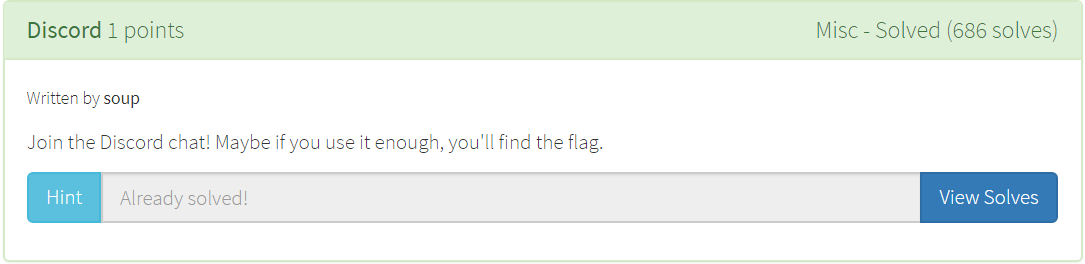 Discord 1 points Misc - Solved (686 solves)
Written by soup
Join the Discord chat! Maybe if you use it enough, you'll find the flag.
Hint Already solved! View Solves